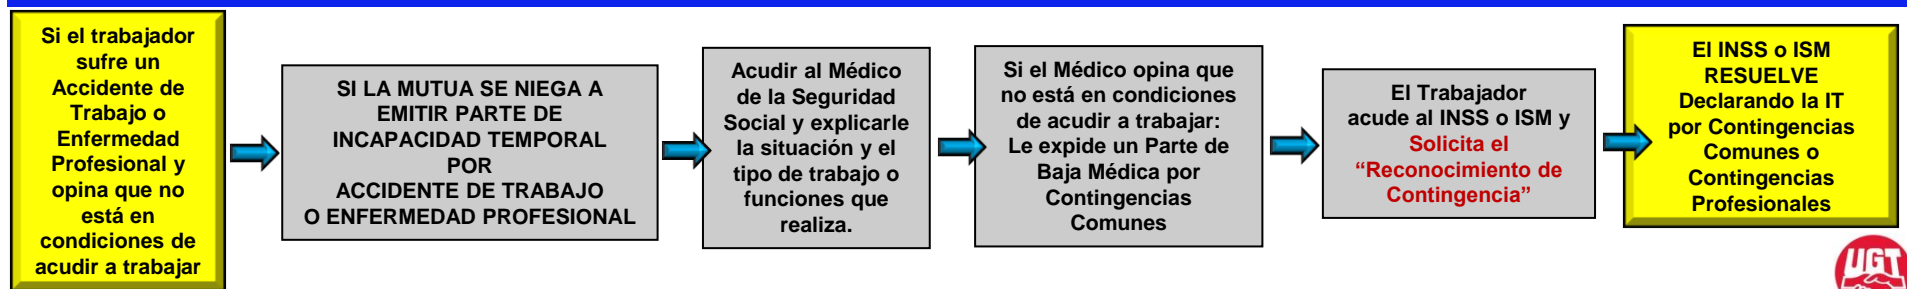 Si el trabajador
sufre un
Accidente de
Trabajo o
Enfermedad
Profesional y
opina que no
está en
condiciones de
acudir a trabajar
SI LA MUTUA SE NIEGA A
EMITIR PARTE DE
INCAPACIDAD TEMPORAL
POR
ACCIDENTE DE TRABAJO
O ENFERMEDAD PROFESIONAL
Acudir al Médico
de la Seguridad
Social y explicarle
la situación y el
tipo de trabajo o
funciones que
realiza.
Si el Médico opina que
no está en condiciones
de acudir a trabajar:
Le expide un Parte de
Baja Médica por
Contingencias
Comunes
El Trabajador
acude al INSS o ISM y
Solicita el
“Reconocimiento de
Contingencia”
El INSS o ISM
RESUELVE
Declarando la IT
por Contingencias
Comunes o
Contingencias
Profesionales
UGT